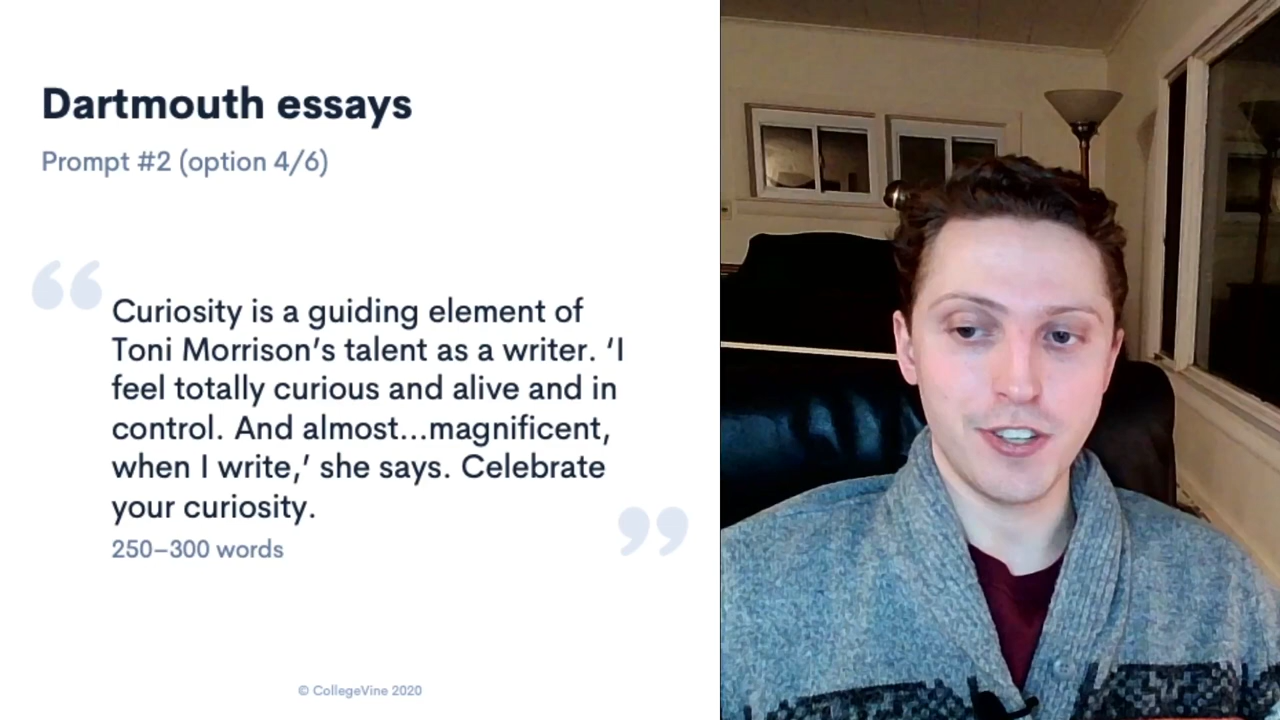 Dartmouth essays
Prompt #2 (option 4/6)
“
Curiosity is a guiding element of
Toni Morrison’s talent as a writer. ‘I
feel totally curious and alive and in
control. And almost...magnificent,
when I write,’ she says. Celebrate
your curiosity.
”
250–300 words
© CollegeVine 2020